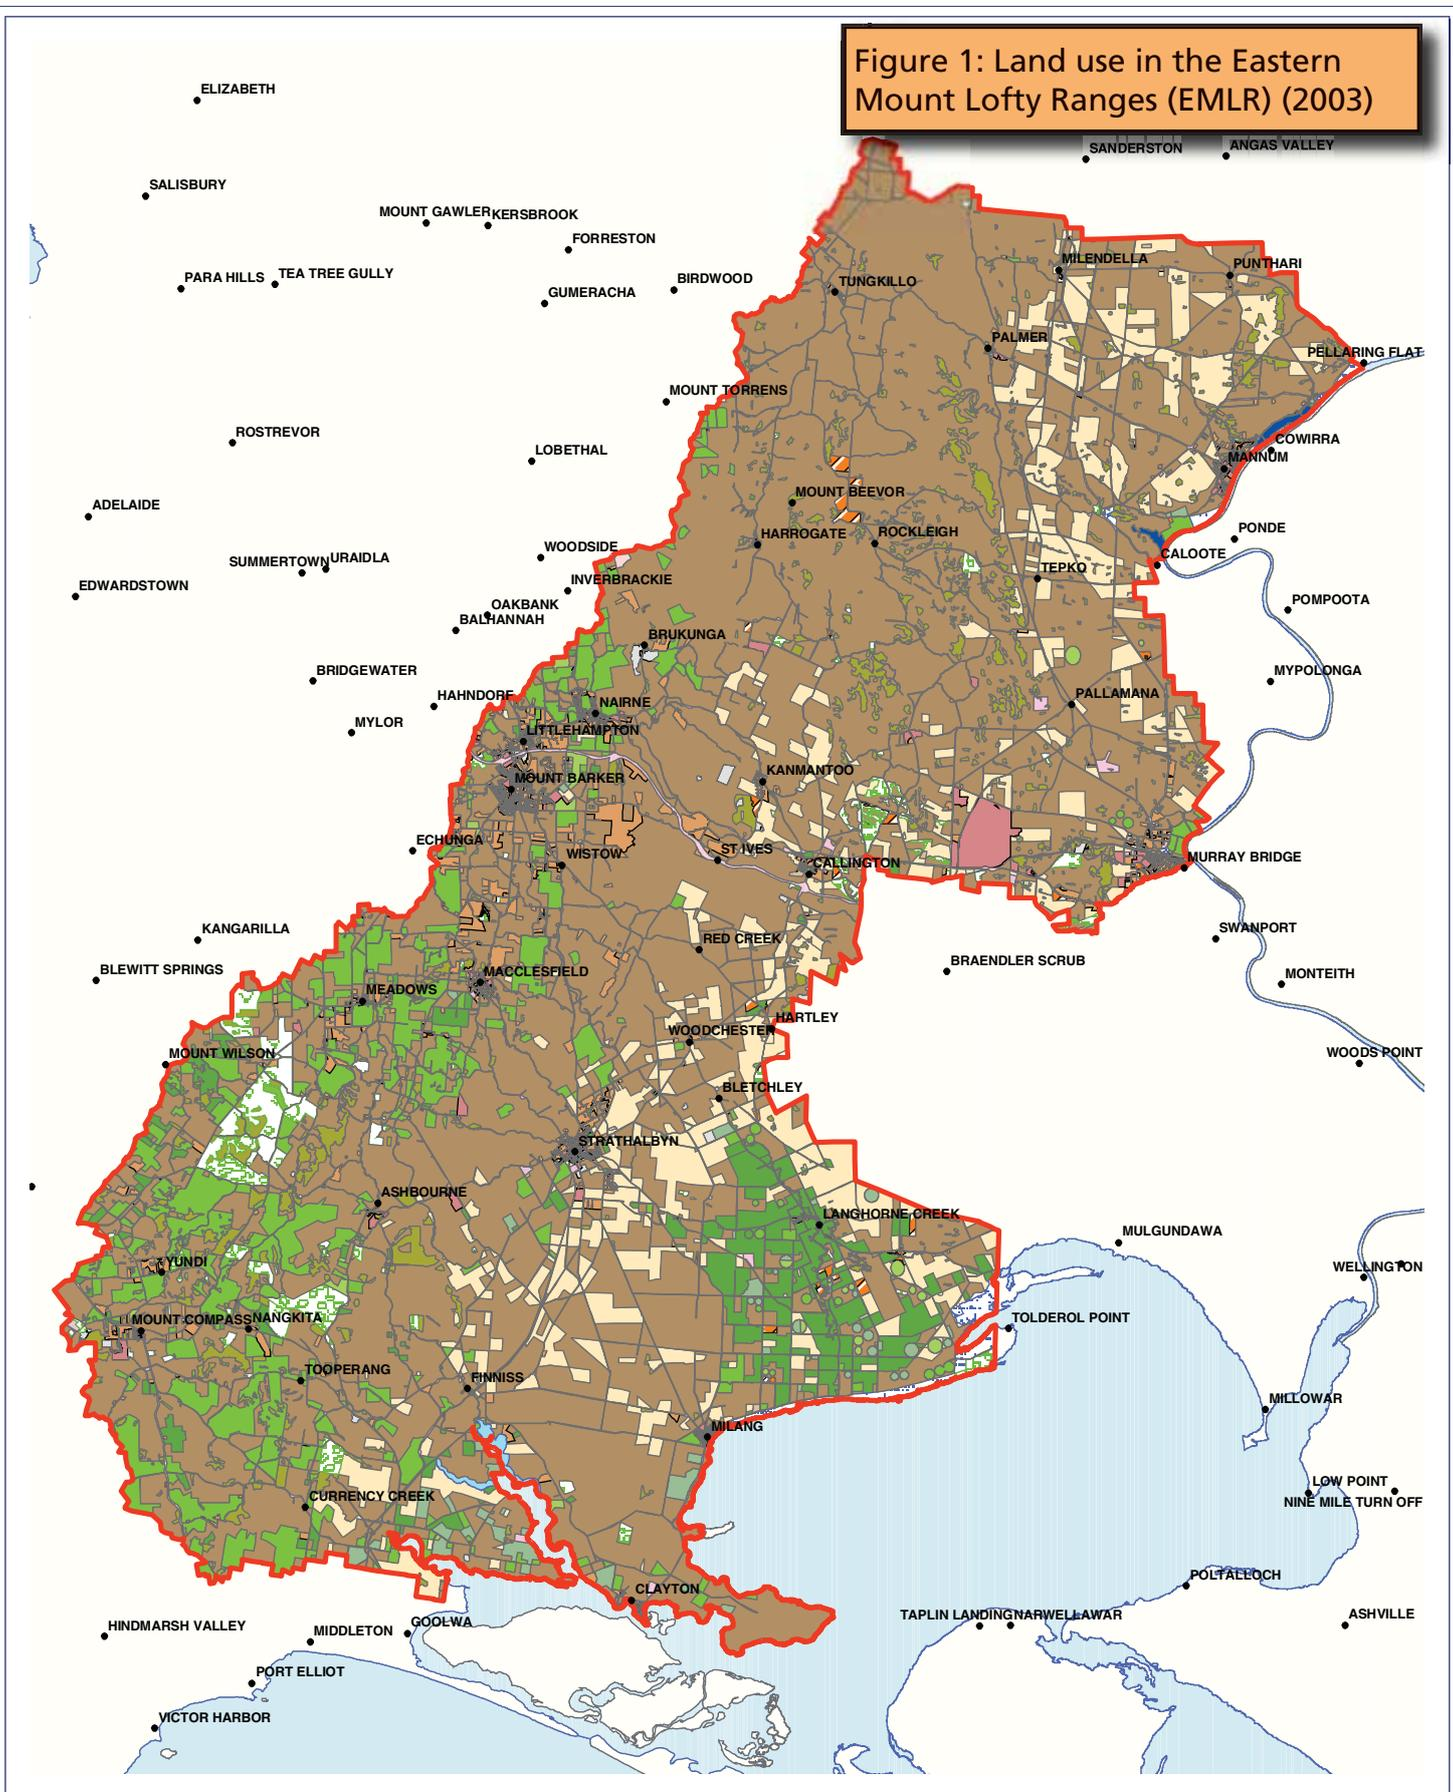 Figure 1: Land use in the Eastern
Mount Lofty Ranges (EMLR) (2003)
ELIZABETH
SANDERSTON
ANGAS VALLEY
SALISBURY
MOUNT GAWLER
KERSBROOK
FORRESTON
MILENDELLA
PUNTHARI
PARA HILLS
TEA TREE GULLY
BIRDWOOD
TUNGKILLO
GUMERACHA
PALMER
PELLARING FLAT
MOUNT TORRENS
ROSTREVOR
COWIRRA
LOBETHAL
MANNUM
MOUNT BEEVOR
ADELAIDE
HARROGATE
ROCKLEIGH
PONDE
WOODSIDE
CALOOTE
SUMMERTOWN
URAIDLA
TEPKO
EDWARDSTOWN
INVERBRACKIE
POMPOOTA
OAKBANK
BALHANNAH
BRUKUNGA
BRIDGEWATER
MYPOLONGA
HAHNDORF
PALLAMANA
NAIRNE
MYLOR
LITTLEHAMPTON
KANMANTOO
MOUNT BARKER
ECHUNGA
ST IVES
WISTOW
CALLINGTON
MURRAY BRIDGE
KANGARILLA
SWANPORT
RED CREEK
BRAENDLER SCRUB
BLEWITT SPRINGS
MACCLESFIELD
MONTEITH
MEADOWS
HARTLEY
WOODCHESTER
MOUNT WILSON
WOODS POINT
BLETCHLEY
STRATHALBYN
ASHBOURNE
LANGHORNE CREEK
MULGUNDAWA
YUNDI
WELLINGTON
MOUNT COMPASS
NANGKITA
TOLDEROL POINT
TOOPERANG
FINNISS
MILLOWAR
MILANG
LOW POINT
CURRENCY CREEK
NINE MILE TURN OFF
POLTALLOCH
CLAYTON
TAPLIN LANDING
NARWELLAWAR
ASHVILLE
HINDMARSH VALLEY
GOOLWA
MIDDLETON
PORT ELLIOT
VICTOR HARBOR